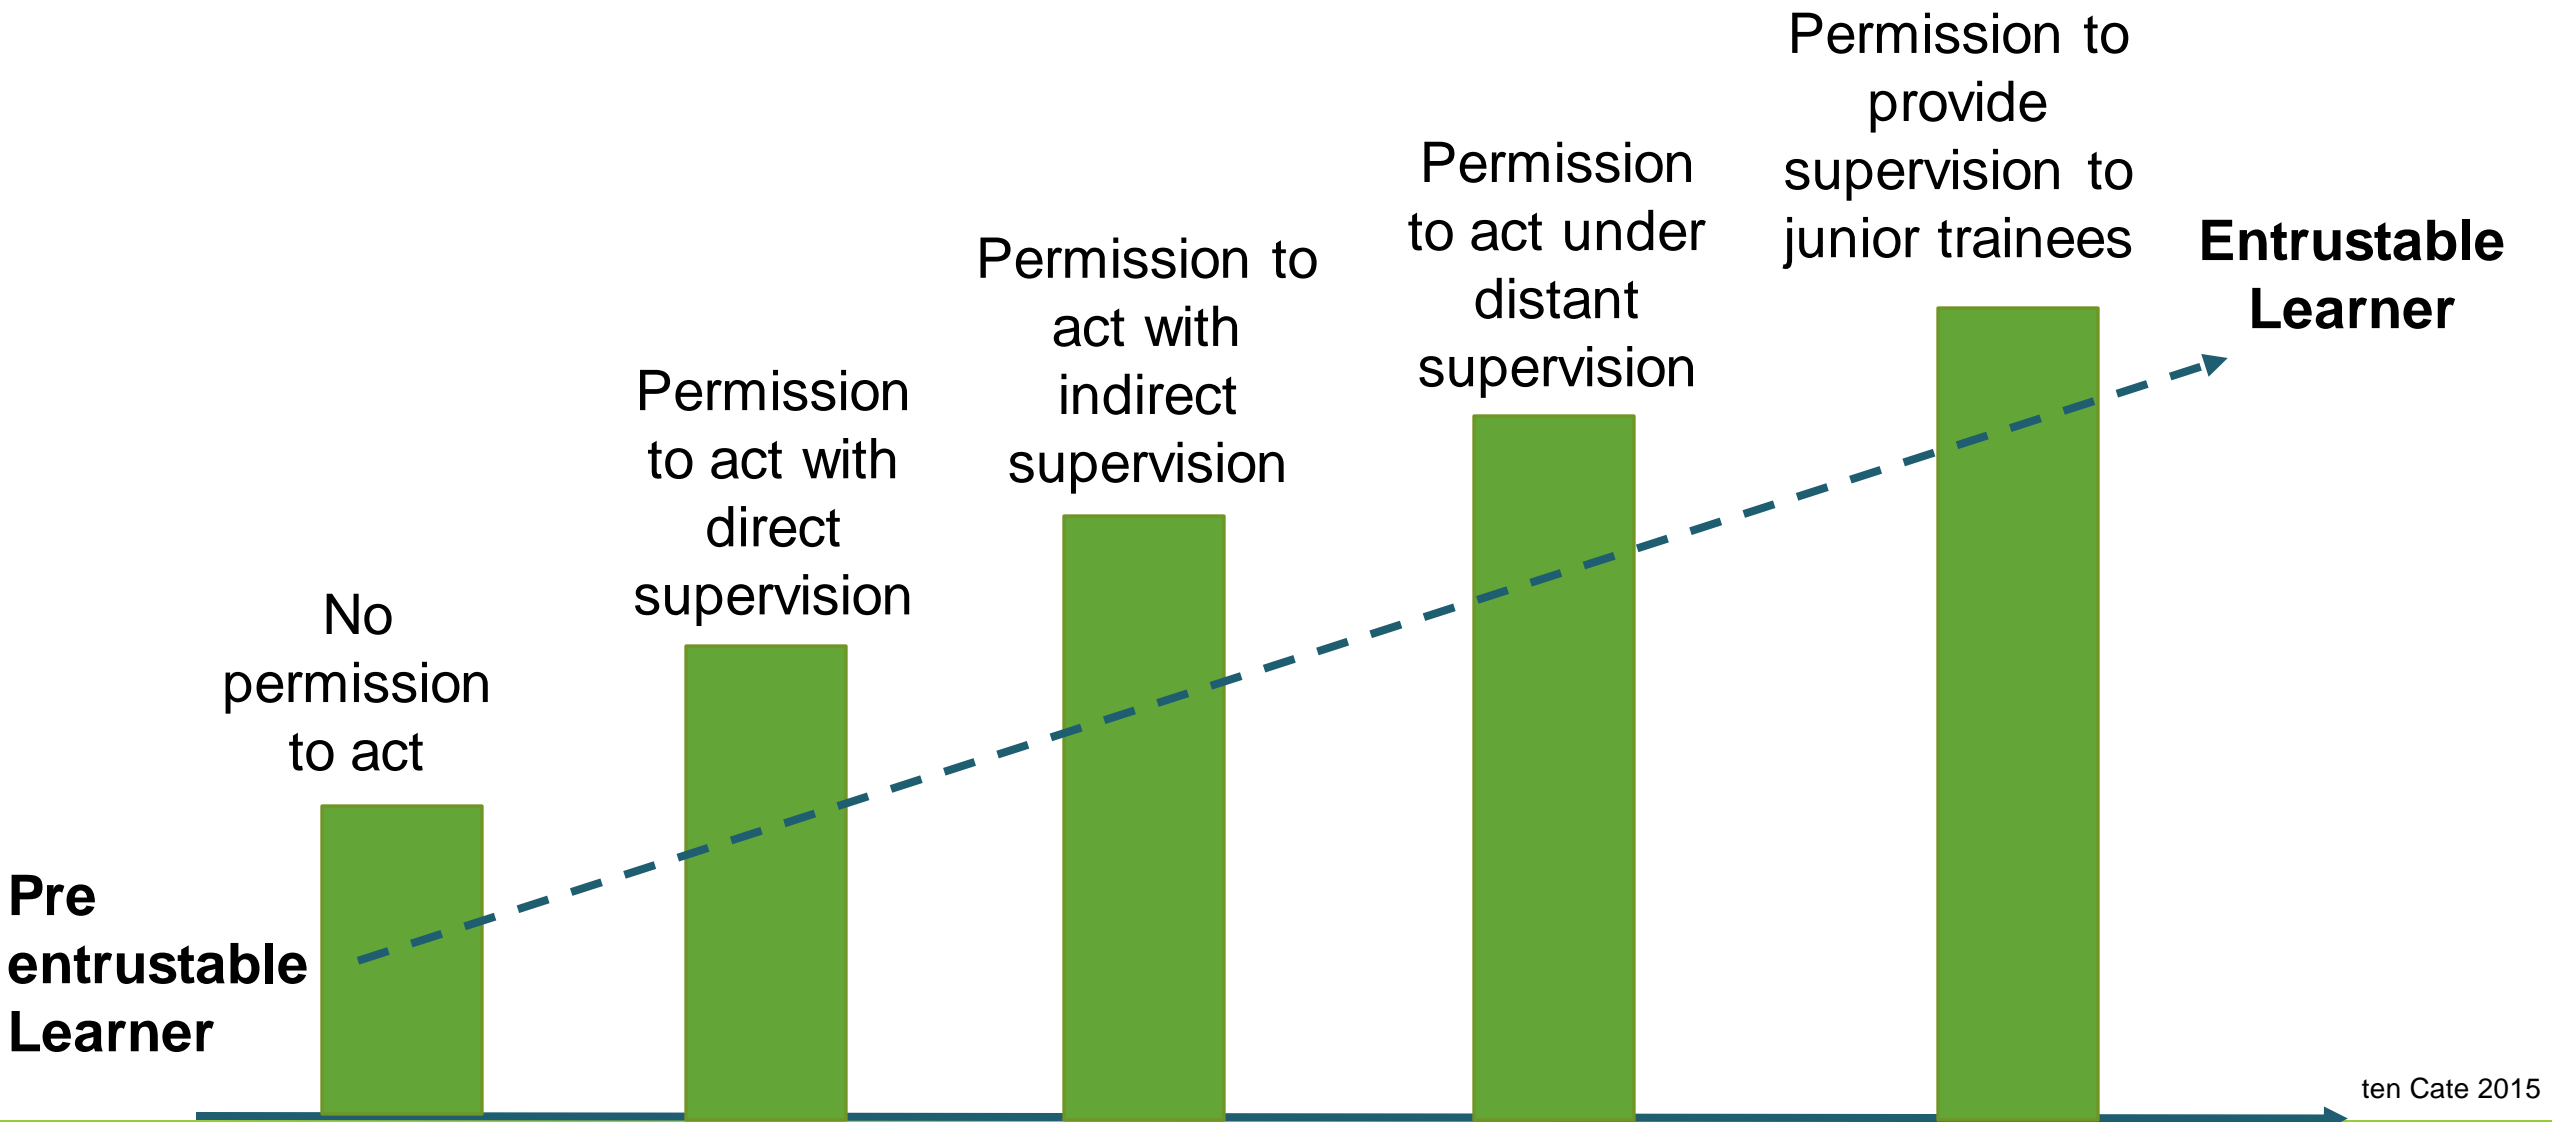 Pre
entrustable
Learner
No
permission
to act
Permission
to act with
direct
supervision
Permission to
act with
indirect
supervision
Permission
to act under
distant
supervision
Permission to
provide
supervision to
junior trainees
Entrustable
Learner
ten Cate 2015